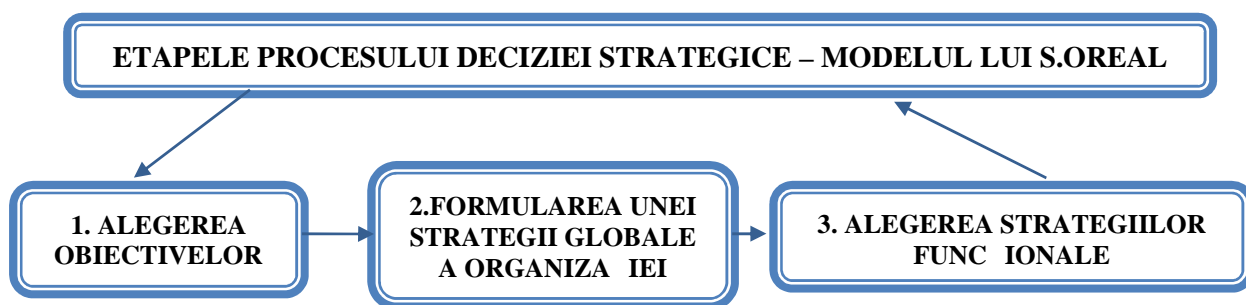 ETAPELE PROCESULUI DECIZIEI STRATEGICE – MODELUL LUI S.OREAL
1. ALEGEREA
OBIECTIVELOR
2.FORMULAREA UNEI
STRATEGII GLOBALE
A ORGANIZA IEI
3. ALEGEREA STRATEGIILOR
FUNC IONALE